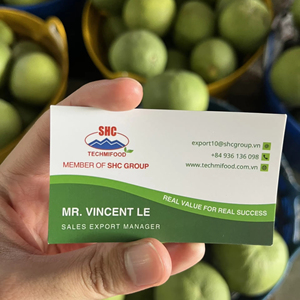 SHC
TECHMIFOOD
MEMBER OF SHC GROUP
export10@shcgroup.vn
+84 936 136 098
www.techmifood.com.vn
REAL VALUE FOR REAL SUCCESS
MR. VINCENT LE
SALES EXPORT MANAGER